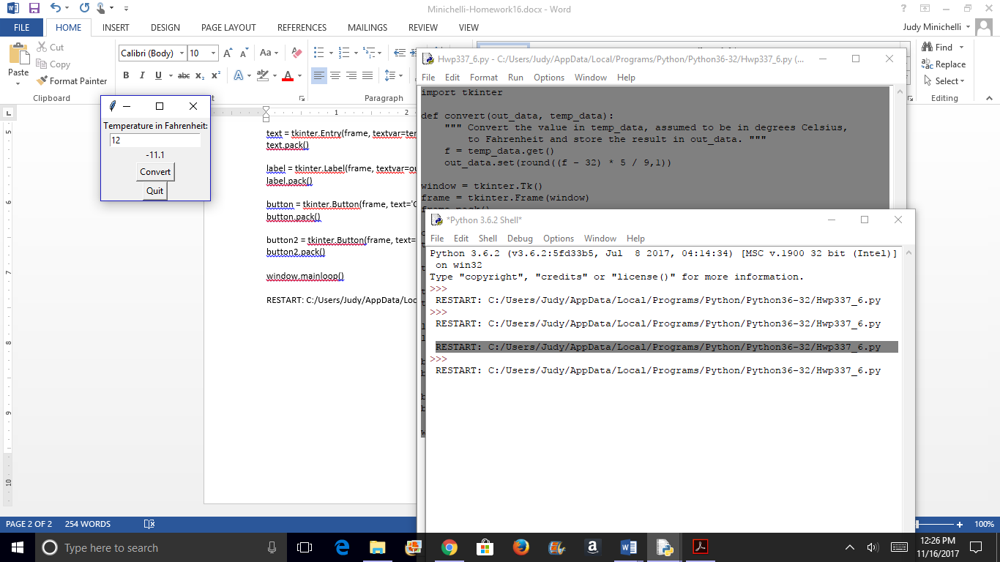 Minichelli-Homework16.docx - Word
FILE HOME INSERT DESIGN PAGE LAYOUT REFERENCES MAILINGS REVIEW VIEW
Judy Minichelli
Cut
Copy
Paste
Format Painter
Clipboard
Calibri (Body) 10
Paragraph
Find
Replace
Select
Editing
Temperature in Fahrenheit:
12
-11.1
Convert
Quit
text = tkinter.Entry(frame, textvar=
text.pack()
label = tkinter.Label(frame, textvar=
label.pack()
button = tkinter.Button(frame, text=
button.pack()
button2 = tkinter.Button(frame, text=
button2.pack()
window.mainloop()
RESTART: C:/Users/Judy/AppData/
Hwp337_6.py - C:/Users/Judy/AppData/Local/Programs/Python/Python36-32/Hwp337_6.py (...
File Edit Format Run Options Window Help
import tkinter
def convert(out_data, temp_data):
""" Convert the value in temp_data, assumed to be in degrees Celsius,
to Fahrenheit and store the result in out_data. """
f = temp_data.get()
out_data.set(round((f - 32) * 5 / 9,1))
window = tkinter.Tk()
frame = tkinter.Frame(window)
frame.pack()
*Python 3.6.2 Shell*
File Edit Shell Debug Options Window Help
Python 3.6.2 (v3.6.2:5fd33b5, Jul 8 2017, 04:14:34) [MSC v.1900 32 bit (Intel)]
on win32
Type "copyright", "credits" or "license()" for more information.
>>>
RESTART: C:/Users/Judy/AppData/Local/Programs/Python/Python36-32/Hwp337_6.py
>>>
RESTART: C:/Users/Judy/AppData/Local/Programs/Python/Python36-32/Hwp337_6.py
RESTART: C:/Users/Judy/AppData/Local/Programs/Python/Python36-32/Hwp337_6.py
>>>
RESTART: C:/Users/Judy/AppData/Local/Programs/Python/Python36-32/Hwp337_6.py
PAGE 2 OF 2 254 WORDS
100%
Type here to search
12:26 PM
11/16/2017